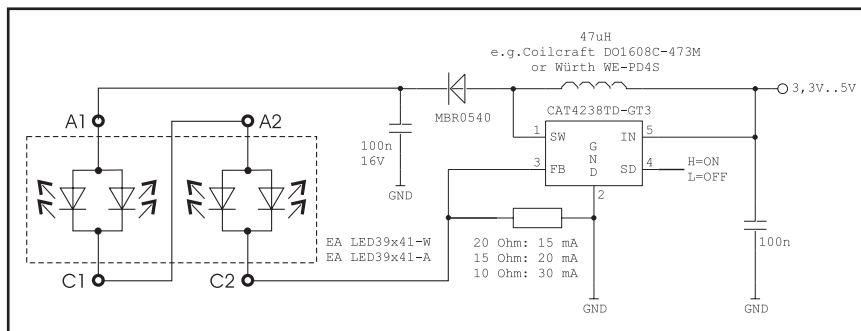 47uH
e.g.Coilcraft DO1608C-473M
or Würth WE-PD4S
3,3V..5V
MBR0540
CAT4238TD-GT3
A1
A2
100n
16V
GND
1 SW
IN 5
GND
3 FB
SD 4
H=ON
L=OFF
2
EA LED39x41-W
EA LED39x41-A
20 Ohm: 15 mA
15 Ohm: 20 mA
10 Ohm: 30 mA
100n
C1
C2
GND
GND